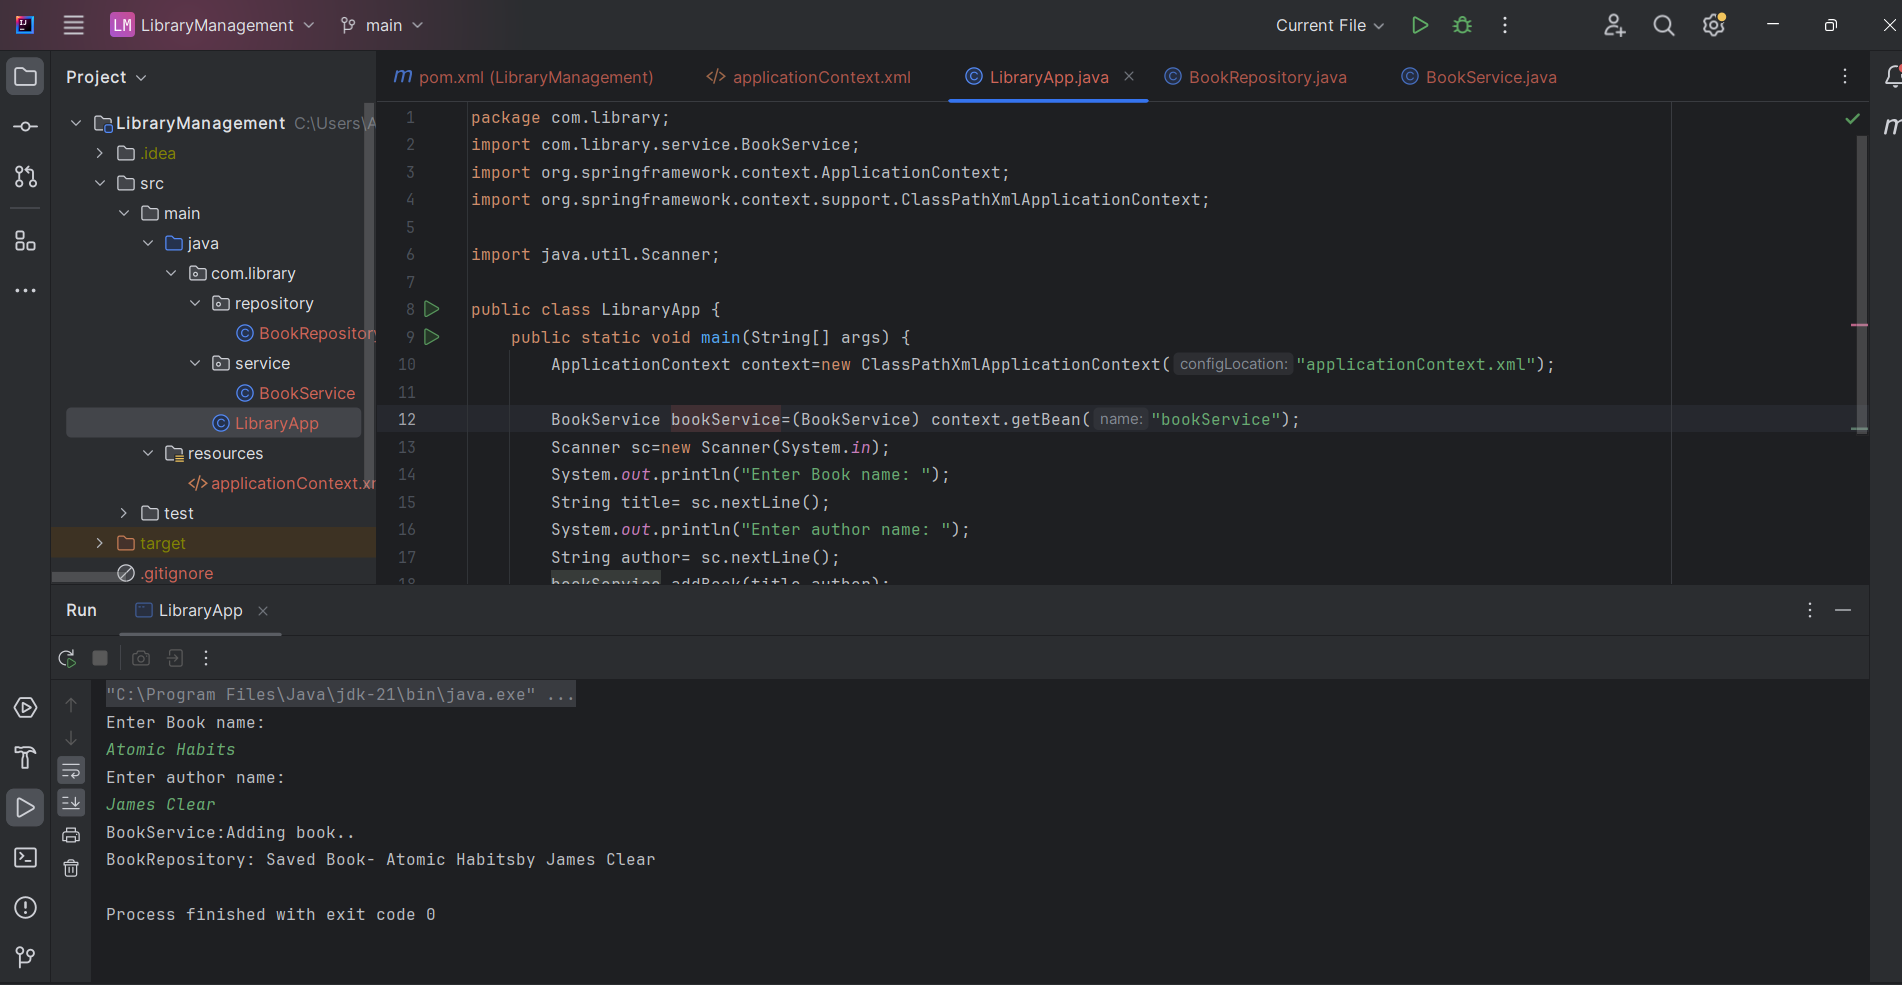 LM LibraryManagement main Current File
Project
pom.xml (LibraryManagement) applicationContext.xml LibraryApp.java BookRepository.java BookService.java
LibraryManagement C:\Users\A
.idea
src
main
java
com.library
repository
BookRepository
service
BookService
LibraryApp
resources
applicationContext.xm
test
target
.gitignore
1 package com.library;
2 import com.library.service.BookService;
3 import org.springframework.context.ApplicationContext;
4 import org.springframework.context.support.ClassPathXmlApplicationContext;
5
6 import java.util.Scanner;
7
8 public class LibraryApp {
9 public static void main(String[] args) {
10 ApplicationContext context=new ClassPathXmlApplicationContext( configLocation: "applicationContext.xml");
11
12 BookService bookService=(BookService) context.getBean( name: "bookService");
13 Scanner sc=new Scanner(System.in);
14 System.out.println("Enter Book name: ");
15 String title= sc.nextLine();
16 System.out.println("Enter author name: ");
17 String author= sc.nextLine();
18 bookService.addBook(title,author);
Run LibraryApp
"C:\Program Files\Java\jdk-21\bin\java.exe" ...
Enter Book name:
Atomic Habits
Enter author name:
James Clear
BookService:Adding book..
BookRepository: Saved Book- Atomic Habitsby James Clear
Process finished with exit code 0